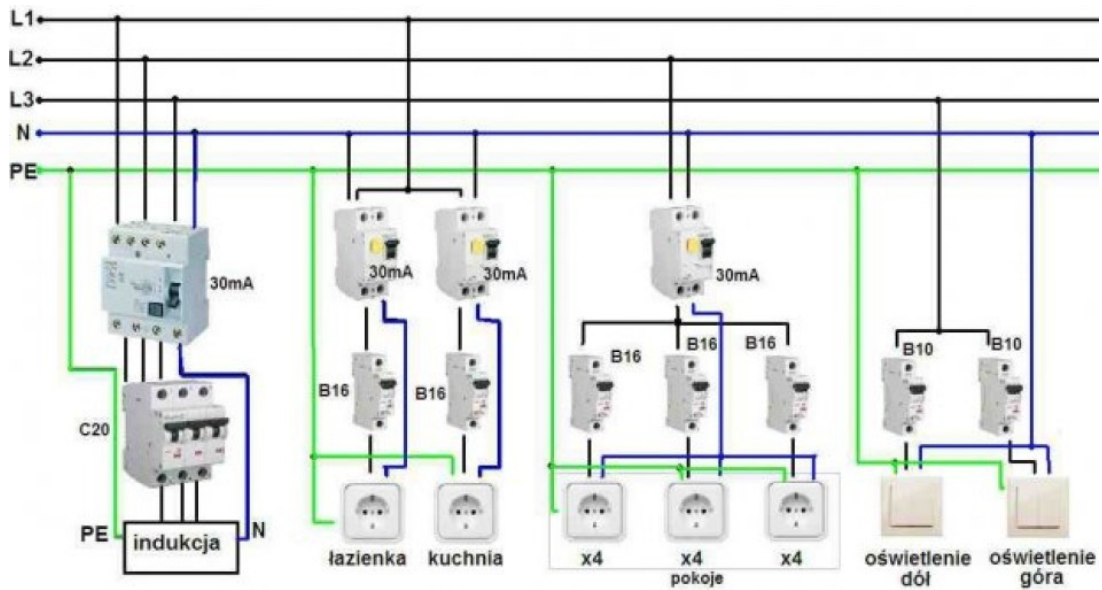 L1
L2
L3
N
PE
30mA
30mA
30mA
30mA
C20
B16
B16
B16
B16
B16
B10
B10
PE
indukcja
N
łazienka
kuchnia
x4
x4
x4
pokoje
oświetlenie
dół
oświetlenie
góra